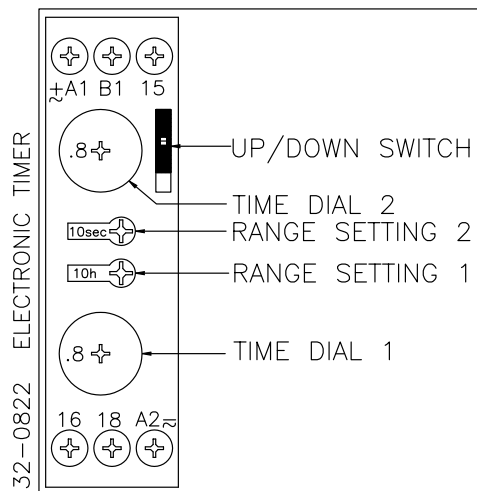 ±A1 B1 15
.8
UP/DOWN SWITCH
TIME DIAL 2
10sec RANGE SETTING 2
10h RANGE SETTING 1
.8 TIME DIAL 1
16 18 A2
32-0822 ELECTRONIC TIMER